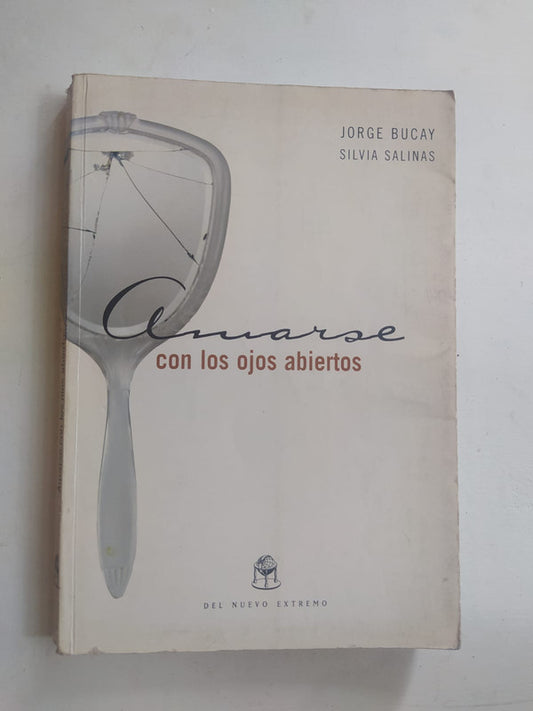 JORGE BUCAY
SILVIA SALINAS
Amarse
con los ojos abiertos
DEL NUEVO EXTREMO